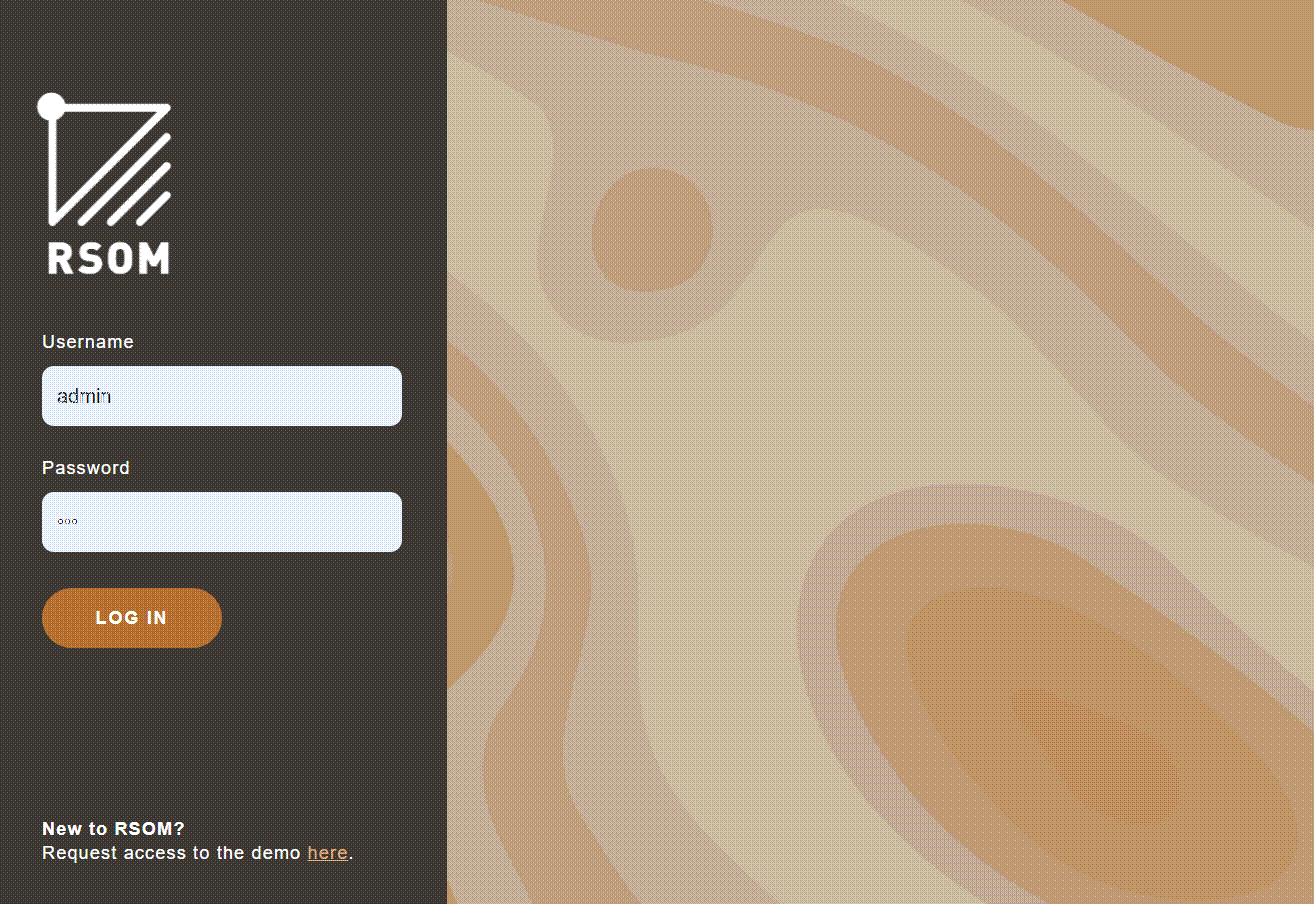 RSOM
Username
admin
Password
LOG IN
New to RSOM?
Request access to the demo here.